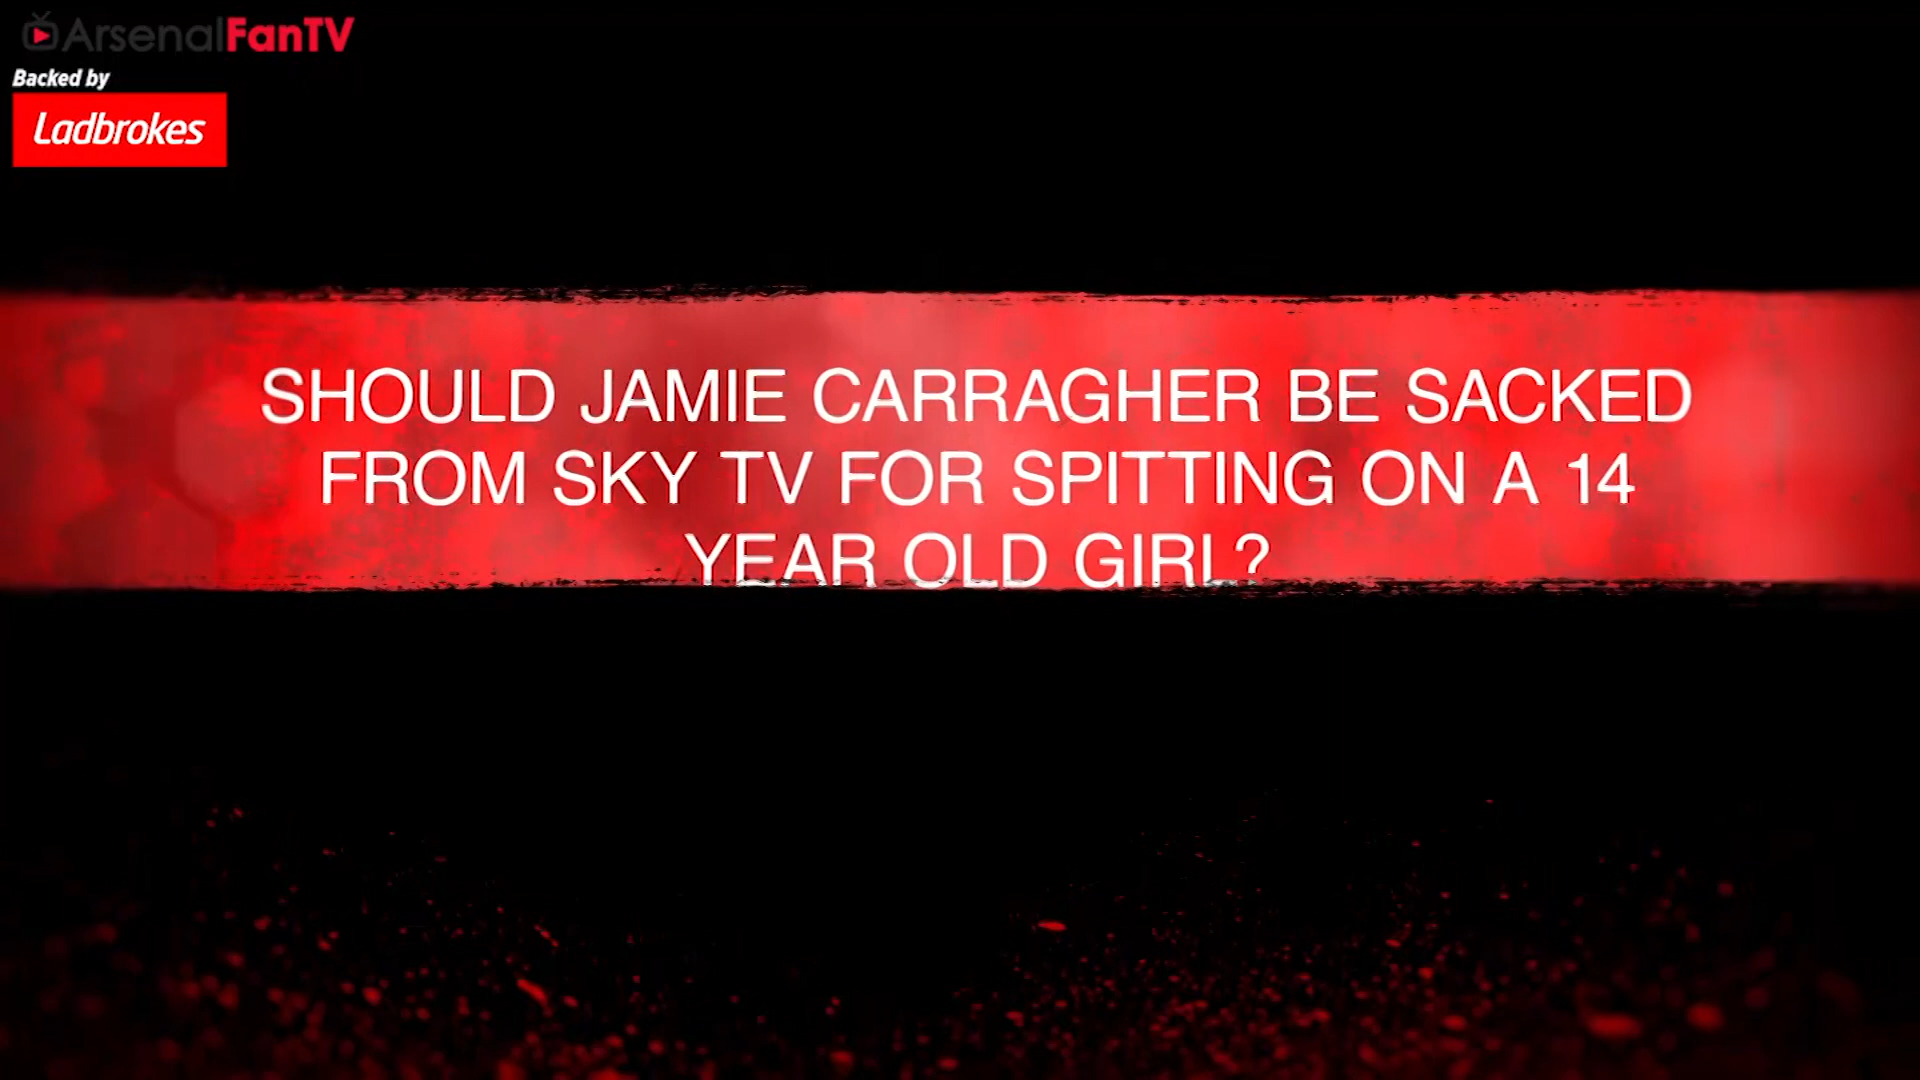 ArsenalFanTV
Backed by
Ladbrokes
SHOULD JAMIE CARRAGHER BE SACKED
FROM SKY TV FOR SPITTING ON A 14
YEAR OLD GIRL?